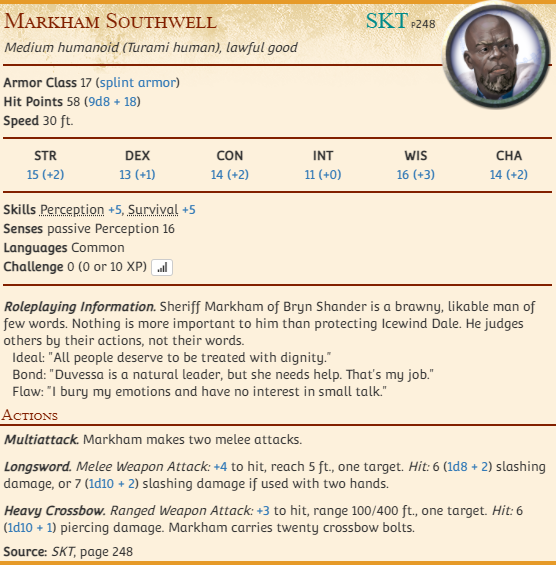 Markham Southwell SKT p248
Medium humanoid (Turami human), lawful good
Armor Class 17 (splint armor)
Hit Points 58 (9d8 + 18)
Speed 30 ft.
STR DEX CON INT WIS CHA
15 (+2) 13 (+1) 14 (+2) 11 (+0) 16 (+3) 14 (+2)
Skills Perception +5, Survival +5
Senses passive Perception 16
Languages Common
Challenge 0 (0 or 10 XP)
Roleplaying Information. Sheriff Markham of Bryn Shander is a brawny, likable man of
few words. Nothing is more important to him than protecting Icewind Dale. He judges
others by their actions, not their words.
Ideal: "All people deserve to be treated with dignity."
Bond: "Duvessa is a natural leader, but she needs help. That's my job."
Flaw: "I bury my emotions and have no interest in small talk."
Actions
Multiattack. Markham makes two melee attacks.
Longsword. Melee Weapon Attack: +4 to hit, reach 5 ft., one target. Hit: 6 (1d8 + 2) slashing
damage, or 7 (1d10 + 2) slashing damage if used with two hands.
Heavy Crossbow. Ranged Weapon Attack: +3 to hit, range 100/400 ft., one target. Hit: 6
(1d10 + 1) piercing damage. Markham carries twenty crossbow bolts.
Source: SKT, page 248